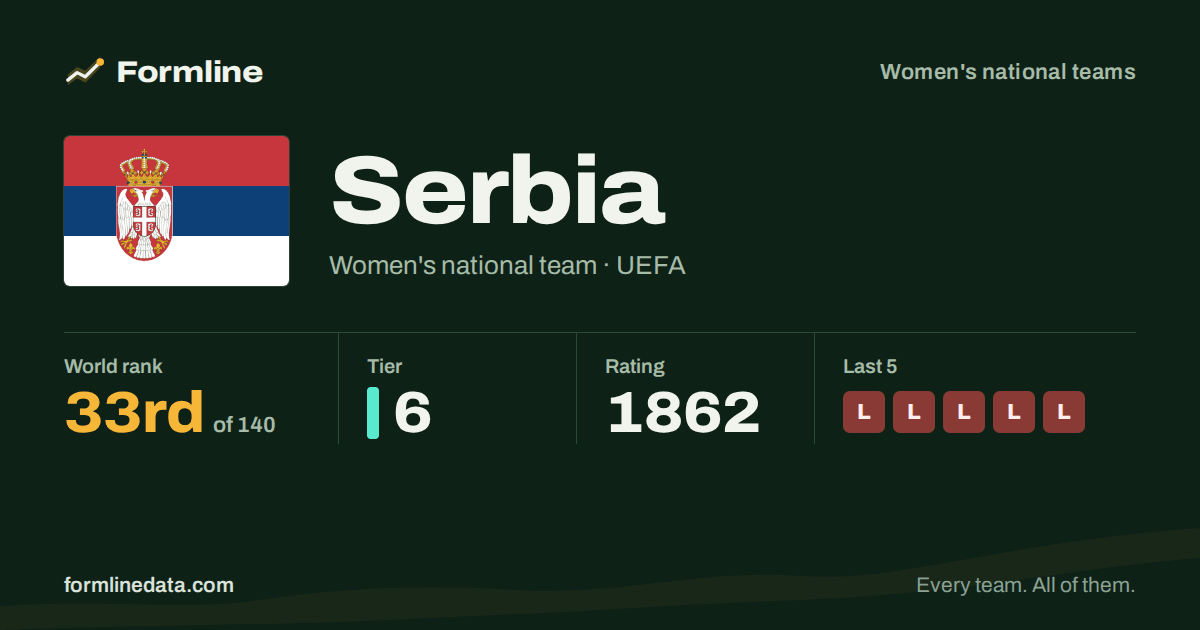 Formline
Women's national teams
Serbia
Women's national team · UEFA
World rank
33rd of 140
Tier
6
Rating
1862
Last 5
L L L L L
formlinedata.com
Every team. All of them.